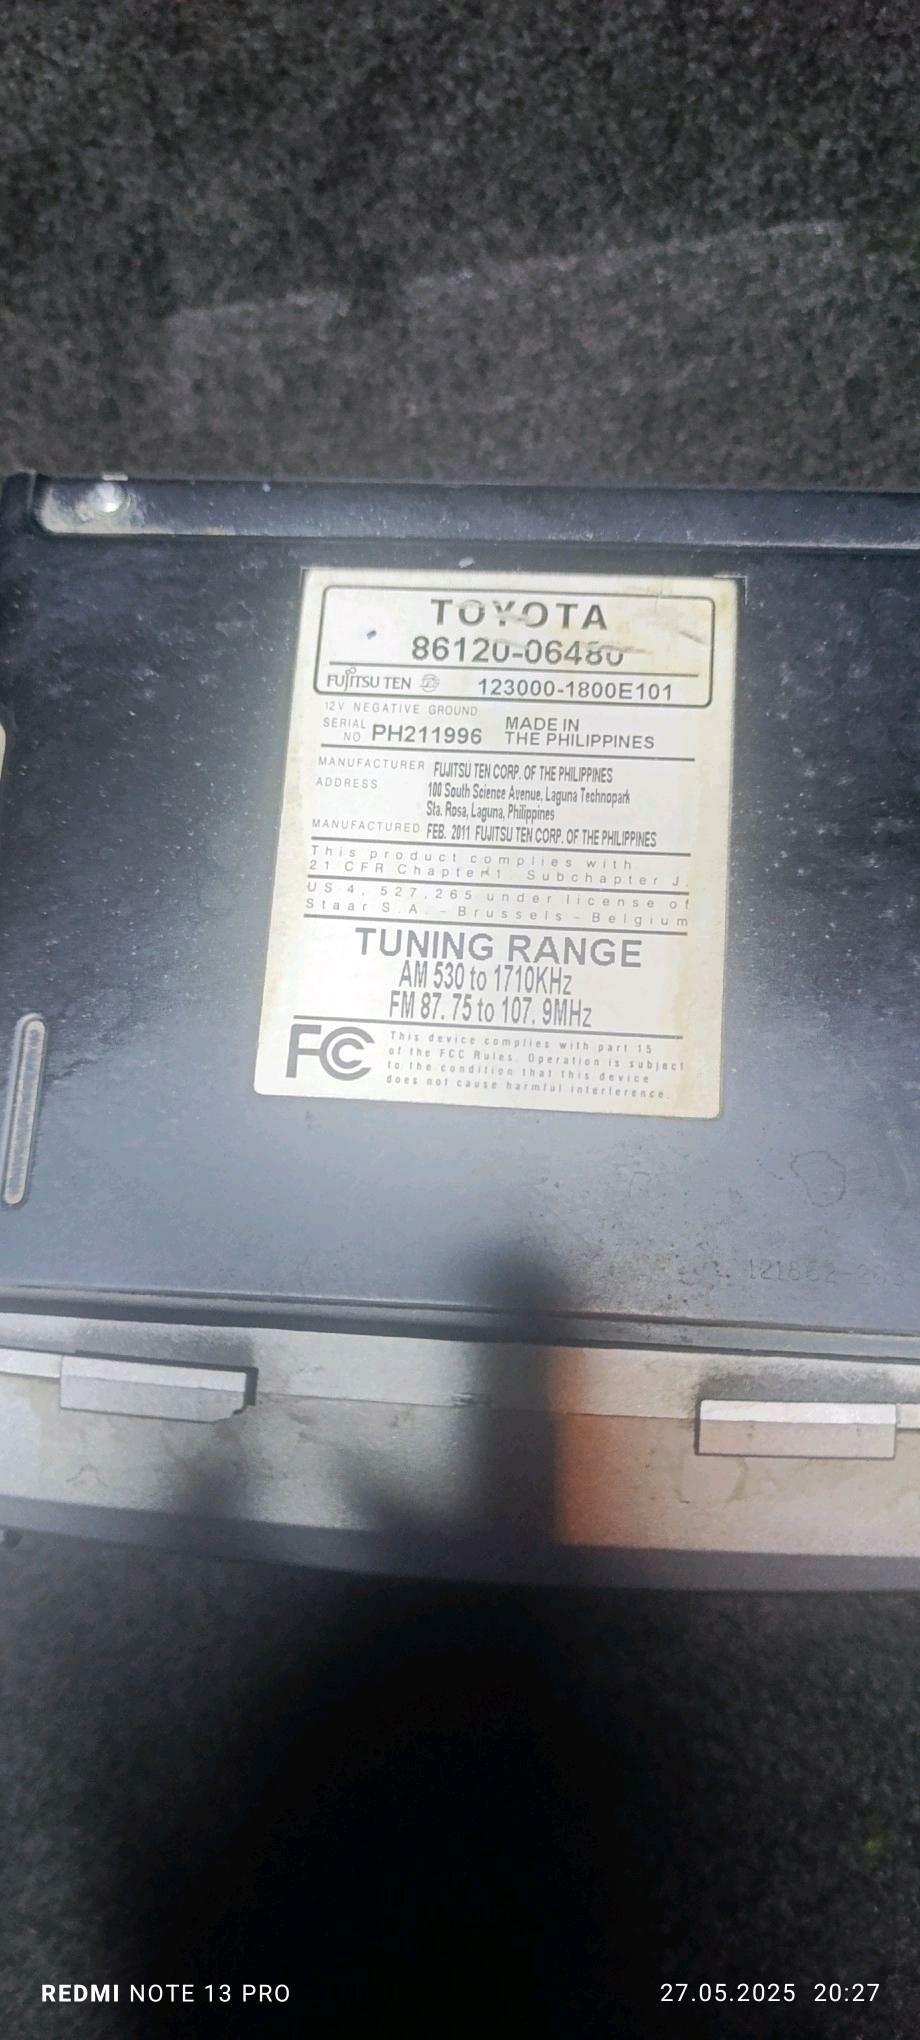 TOYOTA
86120-06480
FUJITSU TEN 123000-1800E101
12V NEGATIVE GROUND
SERIAL NO PH211996 MADE IN THE PHILIPPINES
MANUFACTURER FUJITSU TEN CORP. OF THE PHILIPPINES
ADDRESS 100 South Science Avenue, Laguna Technopark
Sta. Rosa, Laguna, Philippines
MANUFACTURED FEB. 2011 FUJITSU TEN CORP. OF THE PHILIPPINES
This product complies with
21 CFR Chapter1 Subchapter J.
US 4, 527,265 under license of
Staar S.A. - Brussels - Belgium
TUNING RANGE
AM 530 to 1710KHz
FM 87. 75 to 107. 9MHz
FC This device complies with part 15
of the FCC Rules. Operation is subject
to the condition that this device
does not cause harmful interference.
REDMI NOTE 13 PRO 27.05.2025 20:27